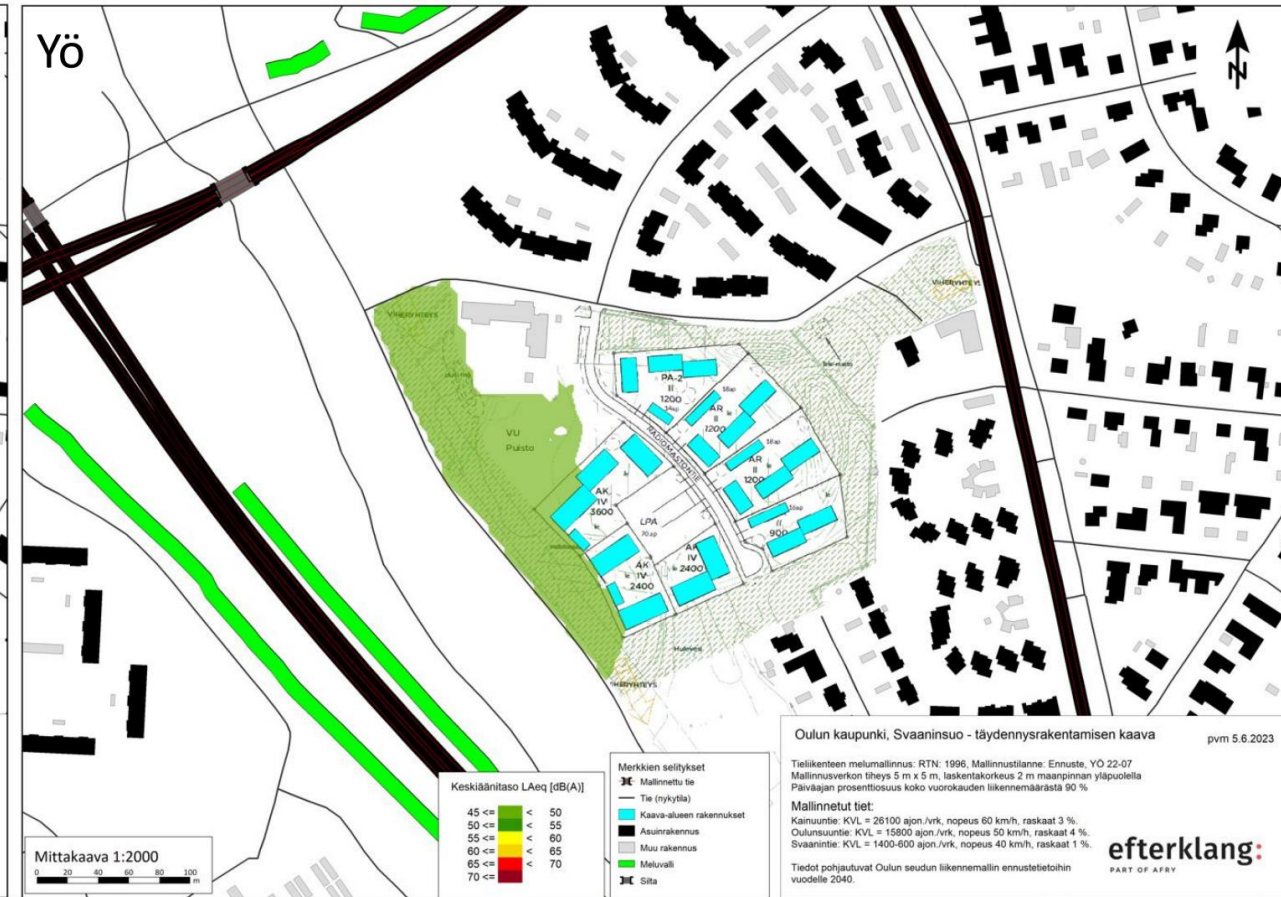 Yö
N
VIHERYHTEYS
VIHERYHTEYS
VU
Puisto
PA-2
II
1200
14ap
18ap
AR
II
1200
RADIOMASTONTIE
18ap
AR
II
1200
16ap
II
900
AK
IV
3600
LPA
70 ap
AK
IV
2400
AK
IV
2400
Hulevesi
VIHERYHTEYS
Oulun kaupunki, Svaaninsuo - täydennysrakentamisen kaava
pvm 5.6.2023
Tieliikenteen melumallinnus: RTN: 1996, Mallinnustilanne: Ennuste, YÖ 22-07
Mallinnusverkon tiheys 5 m x 5 m, laskentakorkeus 2 m maanpinnan yläpuolella
Päiväajan prosenttiosuus koko vuorokauden liikennemäärästä 90 %
Mallinnetut tiet:
Kainuuntie: KVL = 26100 ajon./vrk, nopeus 60 km/h, raskaat 3 %.
Oulunsuuntie: KVL = 15800 ajon./vrk, nopeus 50 km/h, raskaat 4 %.
Svaanintie: KVL = 1400-600 ajon./vrk, nopeus 40 km/h, raskaat 1 %.
Tiedot pohjautuvat Oulun seudun liikennemallin ennustetietoihin
vuodelle 2040.
efterklang:
PART OF AFRY
Merkkien selitykset
Mallinnettu tie
Tie (nykytila)
Kaava-alueen rakennukset
Asuinrakennus
Muu rakennus
Meluvalli
Silta
Keskiäänitaso LAeq [dB(A)]
45 <= < 50
50 <= < 55
55 <= < 60
60 <= < 65
65 <= < 70
70 <=
Mittakaava 1:2000
0 20 40 60 80 100
m